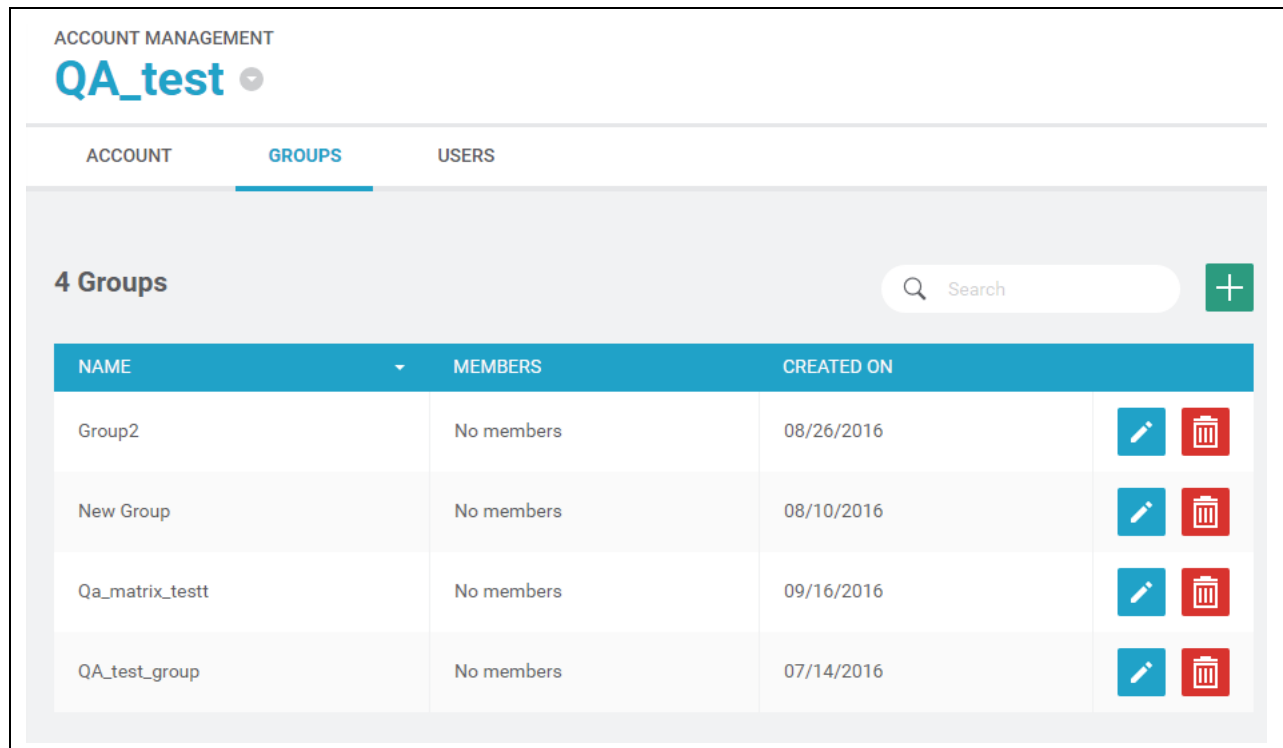 ACCOUNT MANAGEMENT
QA_test
ACCOUNT GROUPS USERS
4 Groups Search
NAME MEMBERS CREATED ON
Group2 No members 08/26/2016
New Group No members 08/10/2016
Qa_matrix_testt No members 09/16/2016
QA_test_group No members 07/14/2016